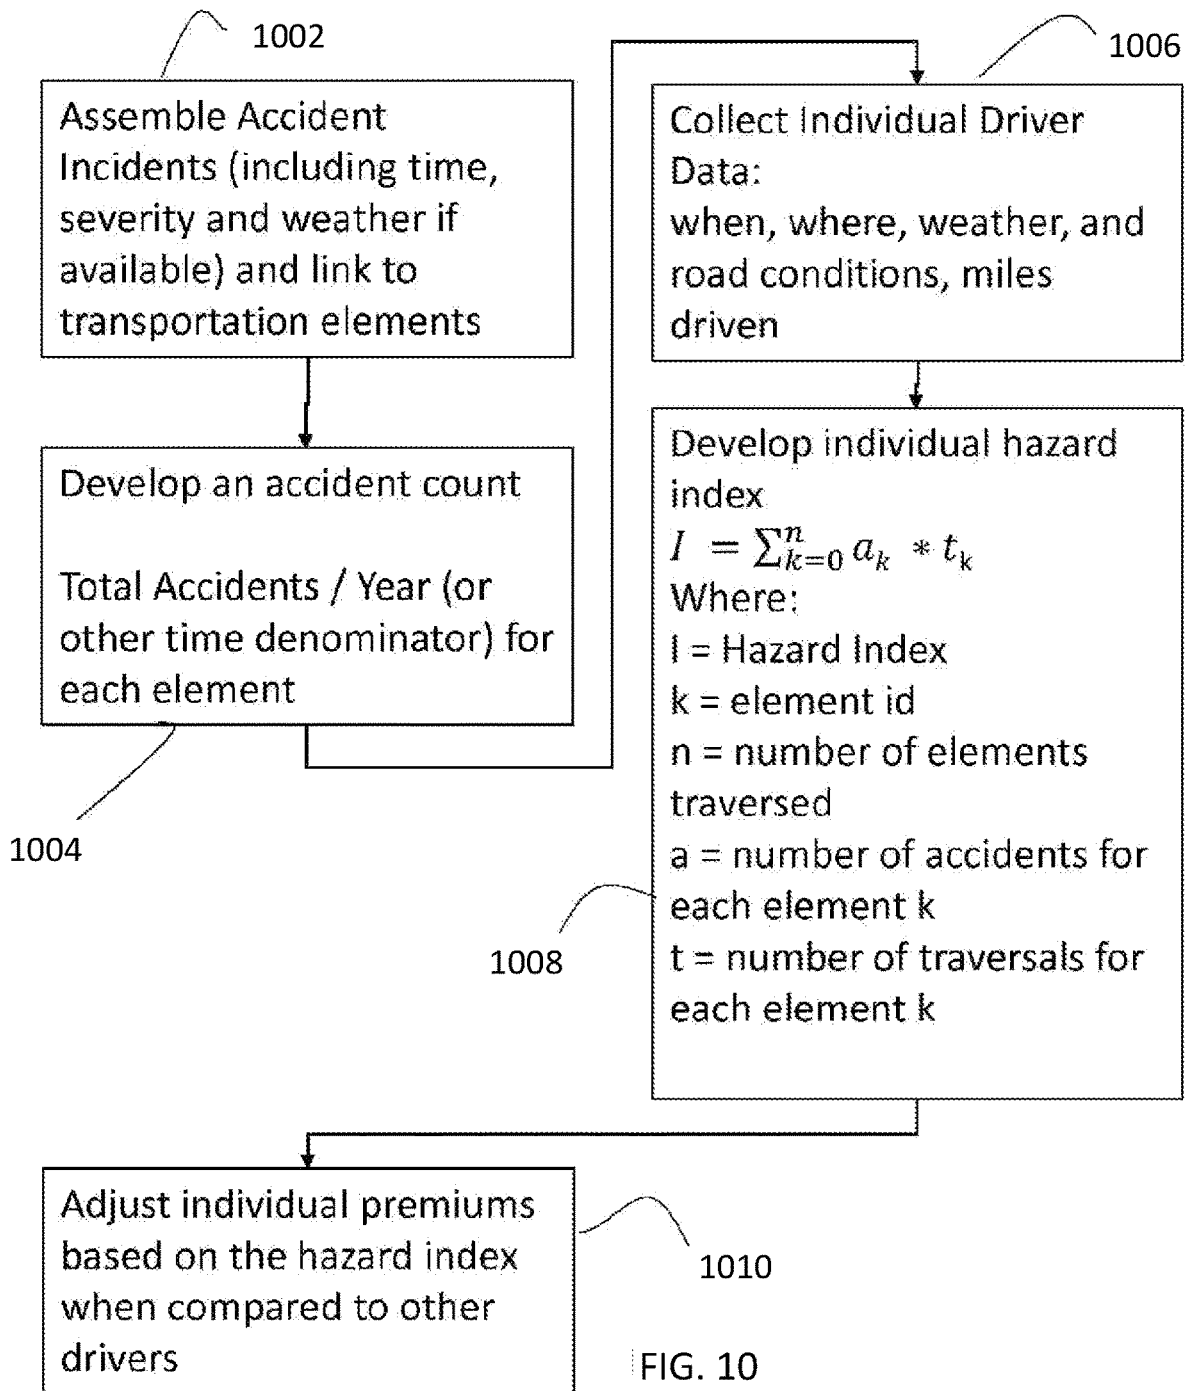 1002
Assemble Accident
Incidents (including time,
severity and weather if
available) and link to
transportation elements
Develop an accident count
Total Accidents / Year (or
other time denominator) for
each element
1004
1006
Collect Individual Driver
Data:
when, where, weather, and
road conditions, miles
driven
Develop individual hazard
index
I = ∑ⁿₖ₌₀ aₖ * tₖ
Where:
I = Hazard Index
k = element id
n = number of elements
traversed
a = number of accidents for
each element k
t = number of traversals for
each element k
1008
Adjust individual premiums
based on the hazard index
when compared to other
drivers
1010
FIG. 10